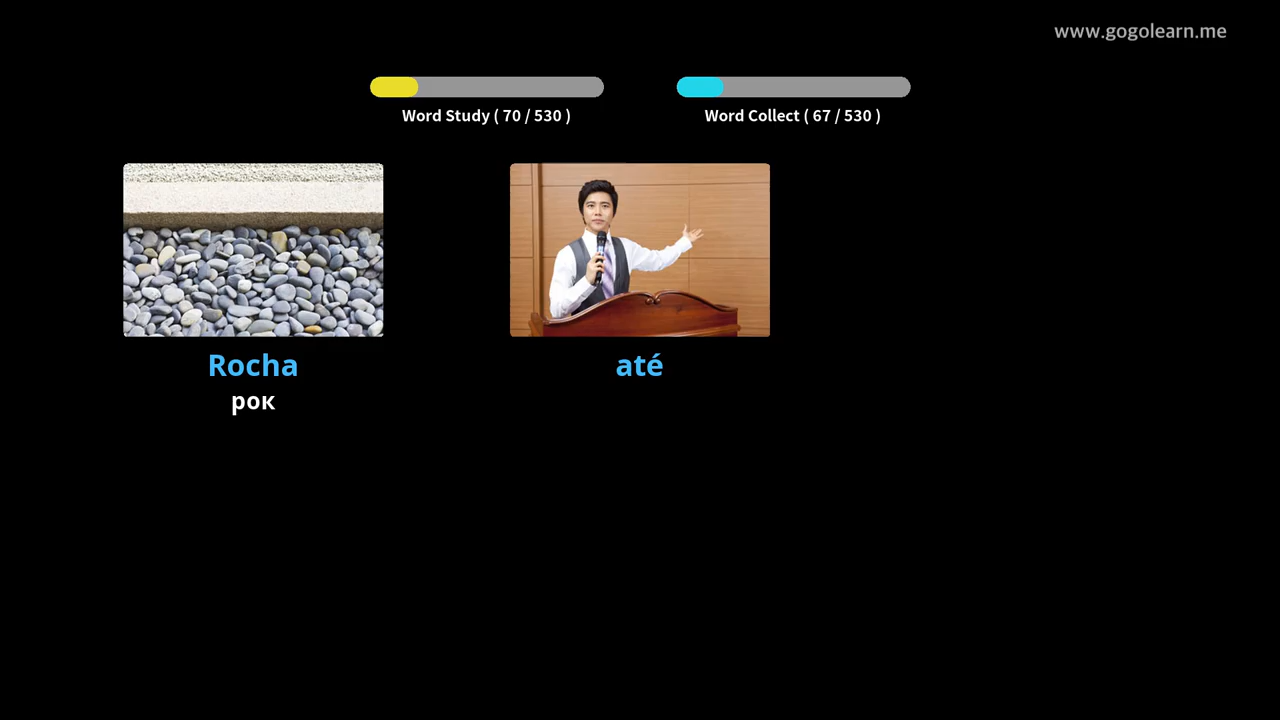 www.gogolearn.me
Word Study ( 70 / 530 )
Word Collect ( 67 / 530 )
Rocha
рок
até